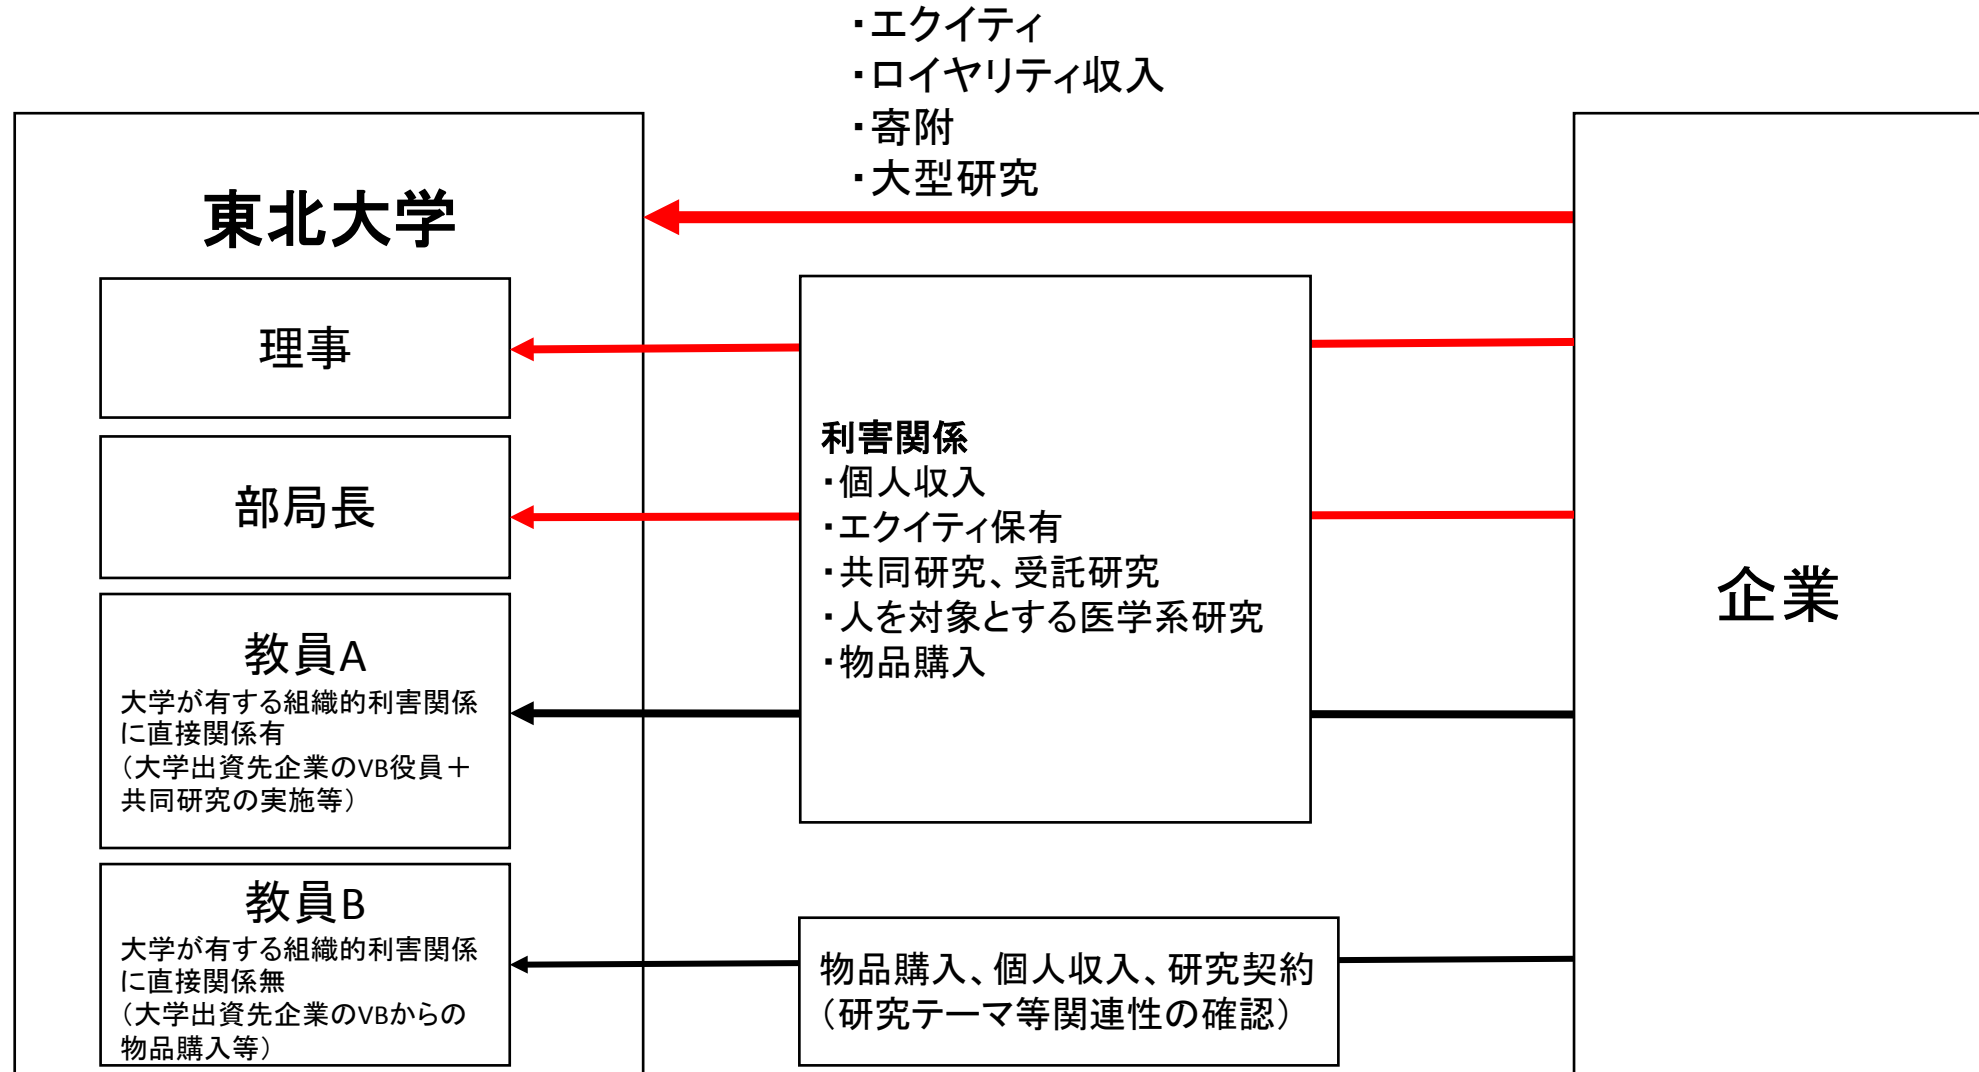 ・エクイティ
・ロイヤリティ収入
・寄附
・大型研究
東北大学
理事
部局長
教員A
大学が有する組織的利害関係
に直接関係有
（大学出資先企業のVB役員＋
共同研究の実施等）
教員B
大学が有する組織的利害関係
に直接関係無
（大学出資先企業のVBからの
物品購入等）
利害関係
・個人収入
・エクイティ保有
・共同研究、受託研究
・人を対象とする医学系研究
・物品購入
物品購入、個人収入、研究契約
（研究テーマ等関連性の確認）
企業